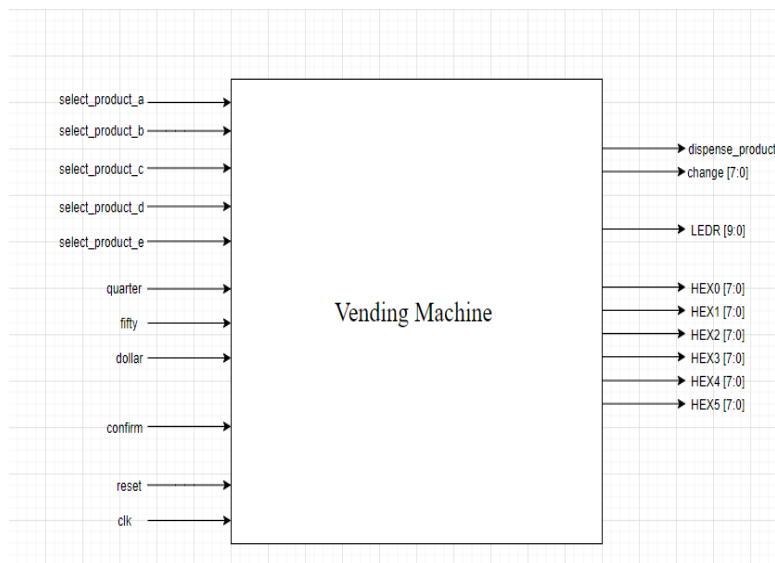 select_product_a
select_product_b
select_product_c
select_product_d
select_product_e
quarter
fifty
dollar
confirm
reset
clk
Vending Machine
dispense_product
change [7:0]
LEDR [9:0]
HEX0 [7:0]
HEX1 [7:0]
HEX2 [7:0]
HEX3 [7:0]
HEX4 [7:0]
HEX5 [7:0]